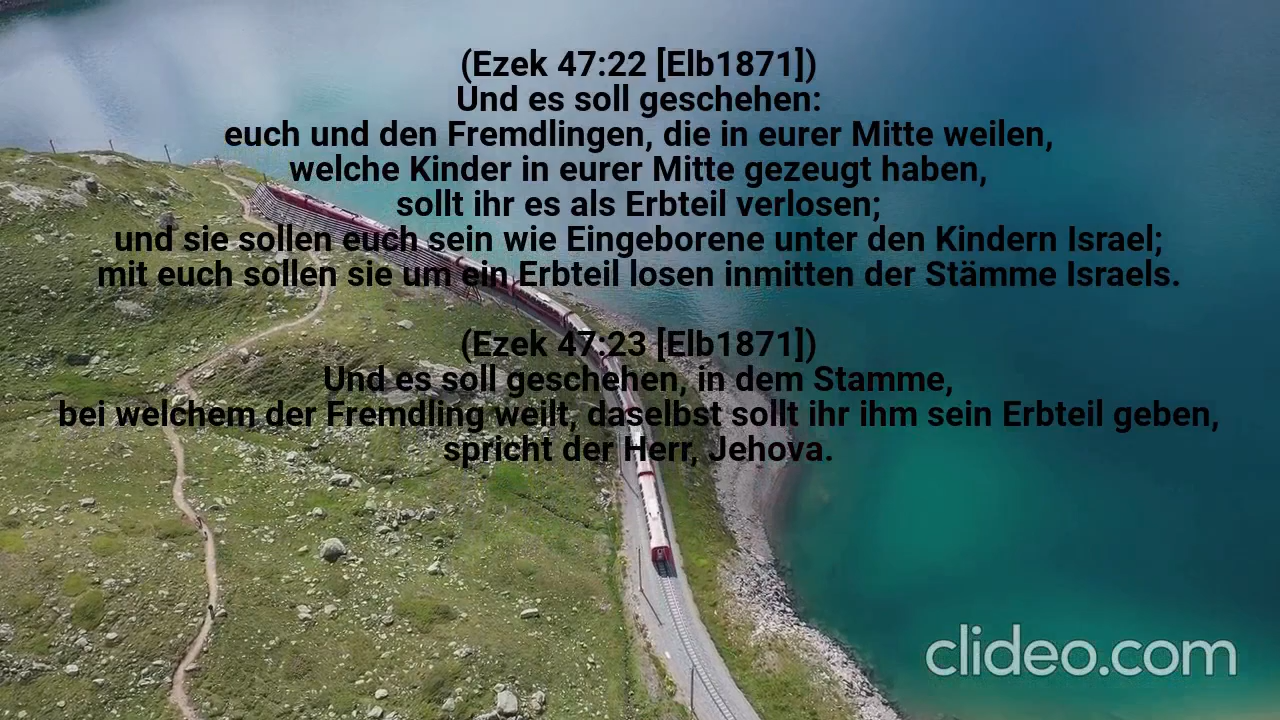 (Ezek 47:22 [Elb1871])
Und es soll geschehen:
euch und den Fremdlingen, die in eurer Mitte weilen,
welche Kinder in eurer Mitte gezeugt haben,
sollt ihr es als Erbteil verlosen;
und sie sollen euch sein wie Eingeborene unter den Kindern Israel;
mit euch sollen sie um ein Erbteil losen inmitten der Stämme Israels.
(Ezek 47:23 [Elb1871])
Und es soll geschehen, in dem Stamme,
bei welchem der Fremdling weilt, daselbst sollt ihr ihm sein Erbteil geben,
spricht der Herr, Jehova.
clideo.com